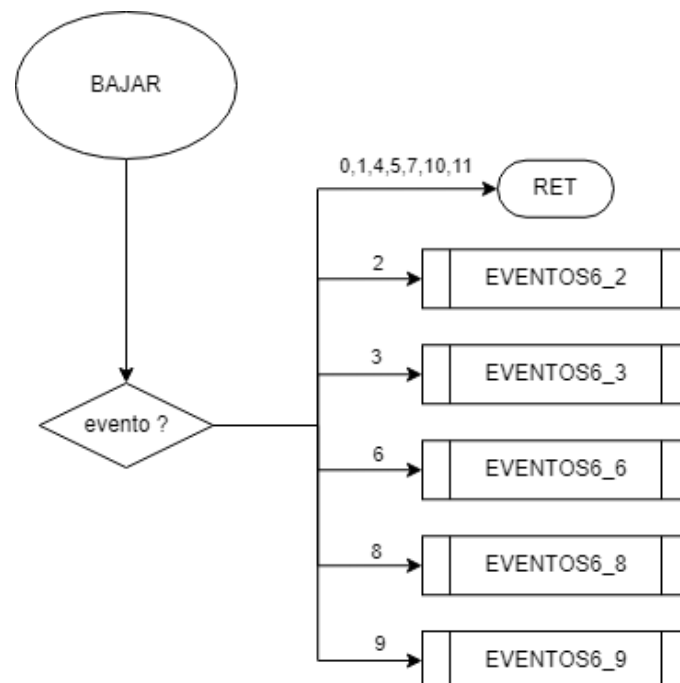 BAJAR
0,1,4,5,7,10,11
RET
2
EVENTOS6_2
3
EVENTOS6_3
evento ?
6
EVENTOS6_6
8
EVENTOS6_8
9
EVENTOS6_9